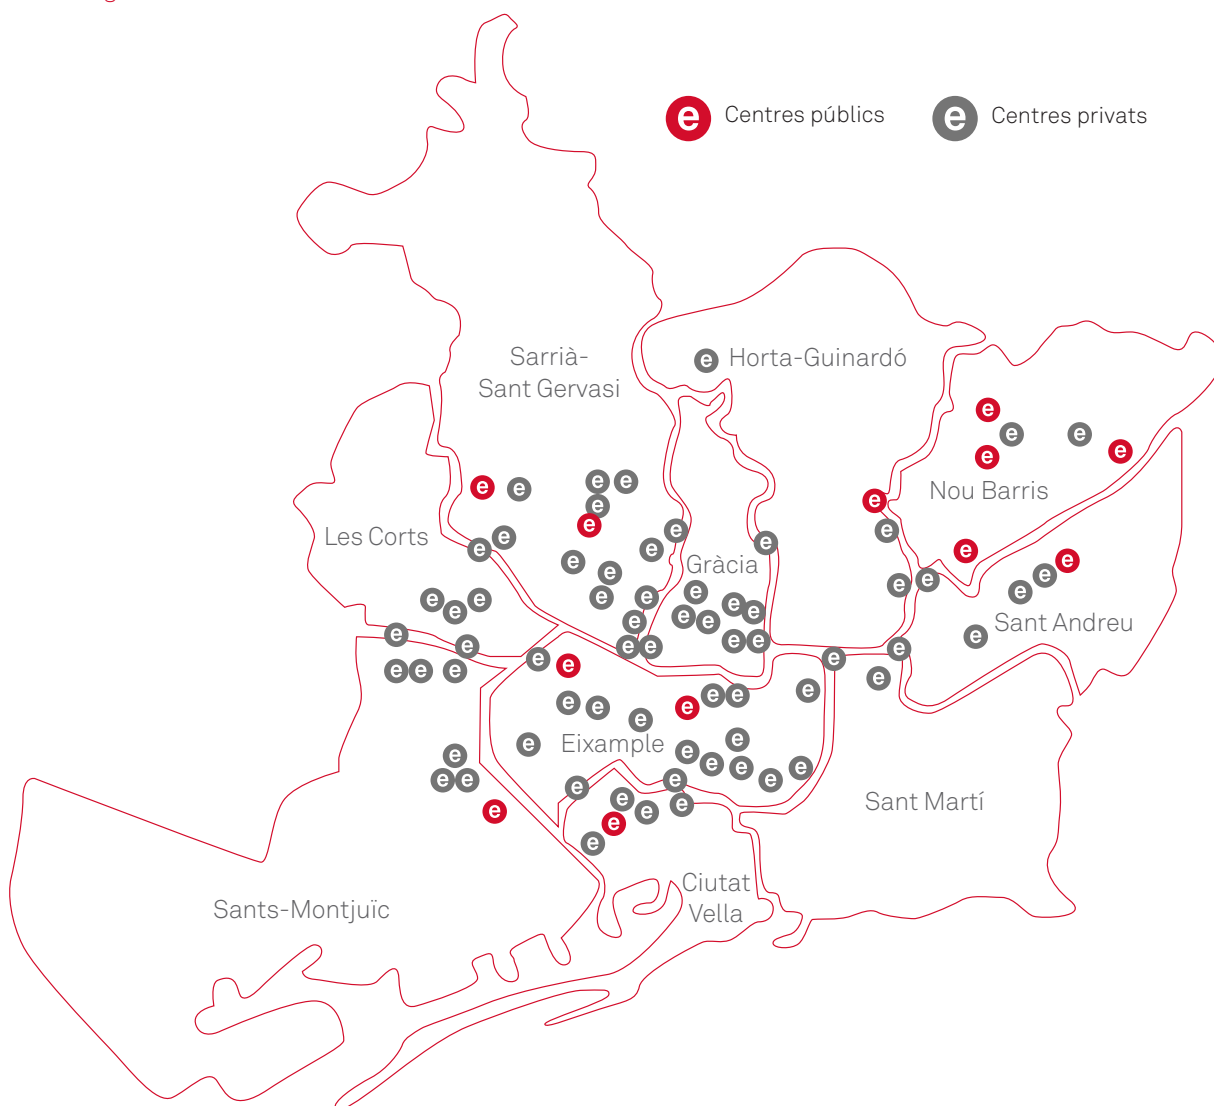 Centres públics
Centres privats
Sarrià-
Sant Gervasi
Horta-Guinardó
Nou Barris
Les Corts
Gràcia
Sant Andreu
Eixample
Sant Martí
Ciutat
Vella
Sants-Montjuïc